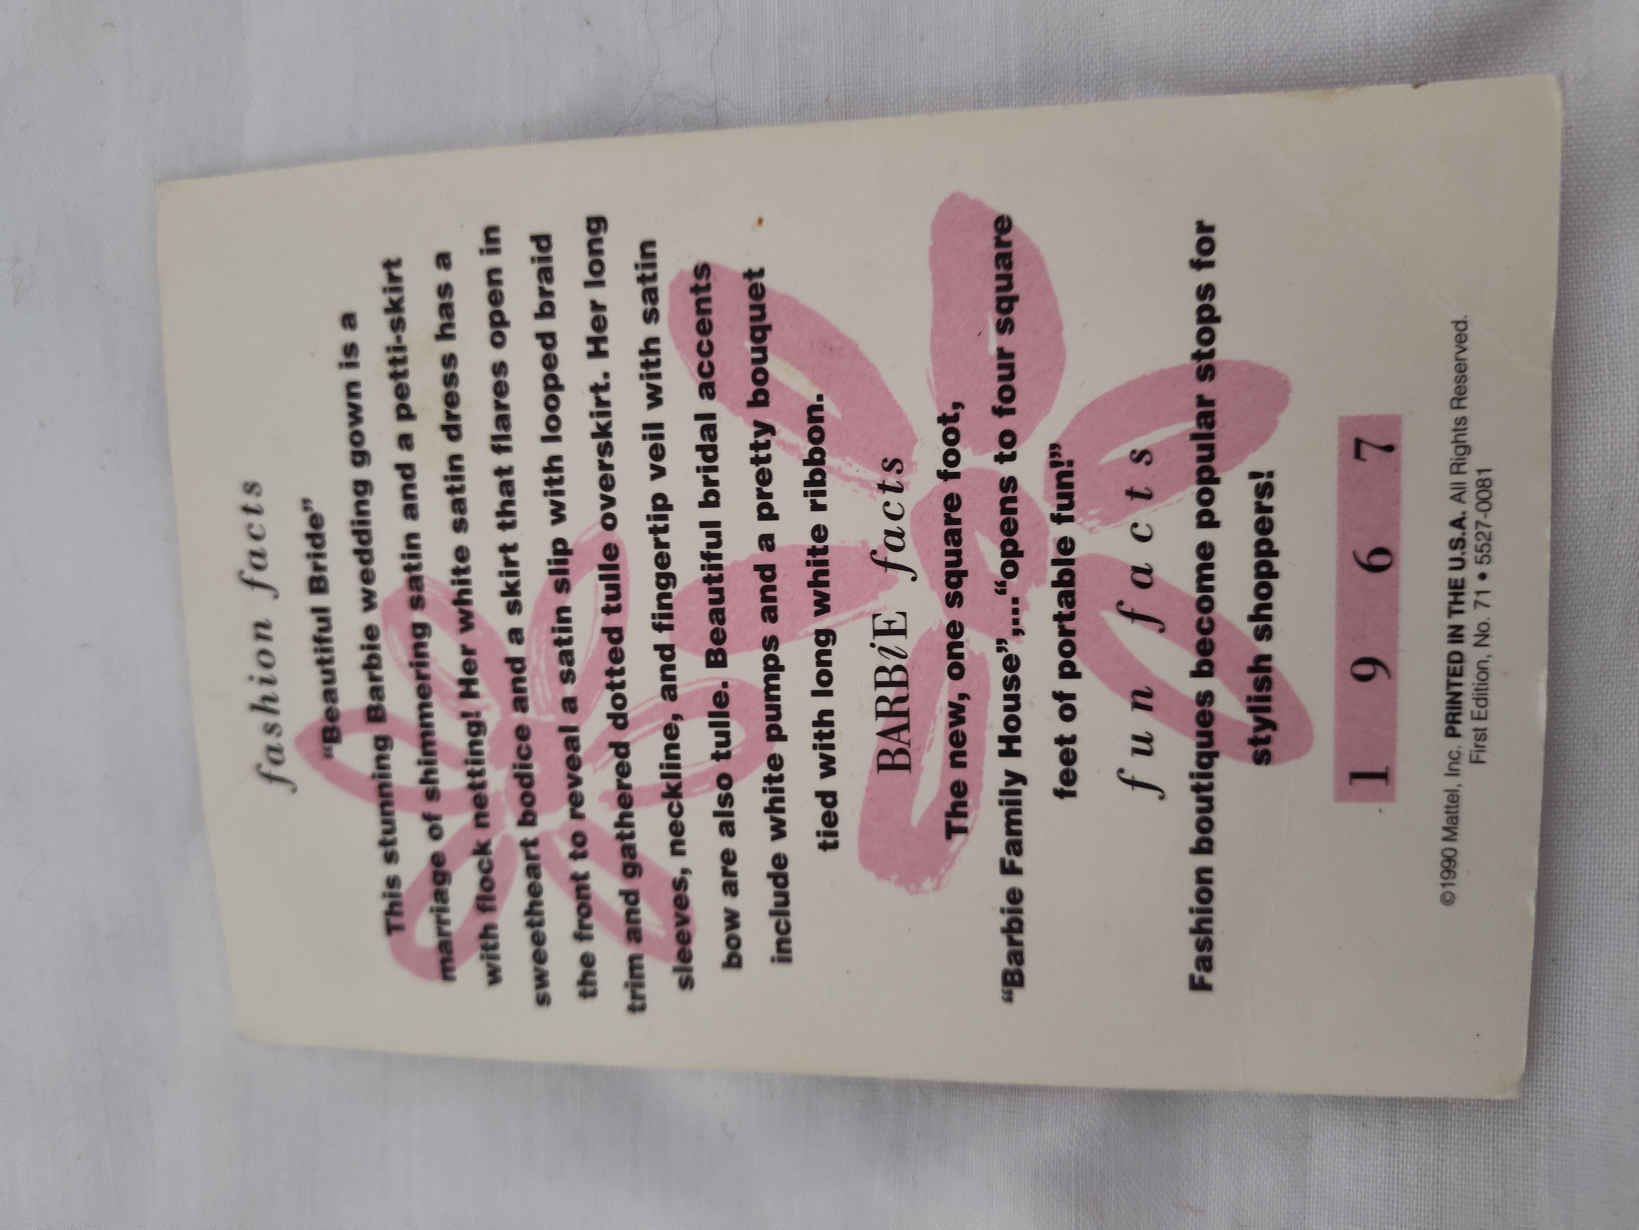 fashion facts
“Beautiful Bride”
This stunning Barbie wedding gown is a
marriage of shimmering satin and a petti-skirt
with flock netting! Her white satin dress has a
sweetheart bodice and a skirt that flares open in
the front to reveal a satin slip with looped braid
trim and gathered dotted tulle overskirt. Her long
sleeves, neckline, and fingertip veil with satin
bow are also tulle. Beautiful bridal accents
include white pumps and a pretty bouquet
tied with long white ribbon.
BARBiE facts
The new, one square foot,
“Barbie Family House”,...“opens to four square
feet of portable fun!”
fun facts
Fashion boutiques become popular stops for
stylish shoppers!
1967
©1990 Mattel, Inc. PRINTED IN THE U.S.A. All Rights Reserved.
First Edition, No. 71 • 5527-0081